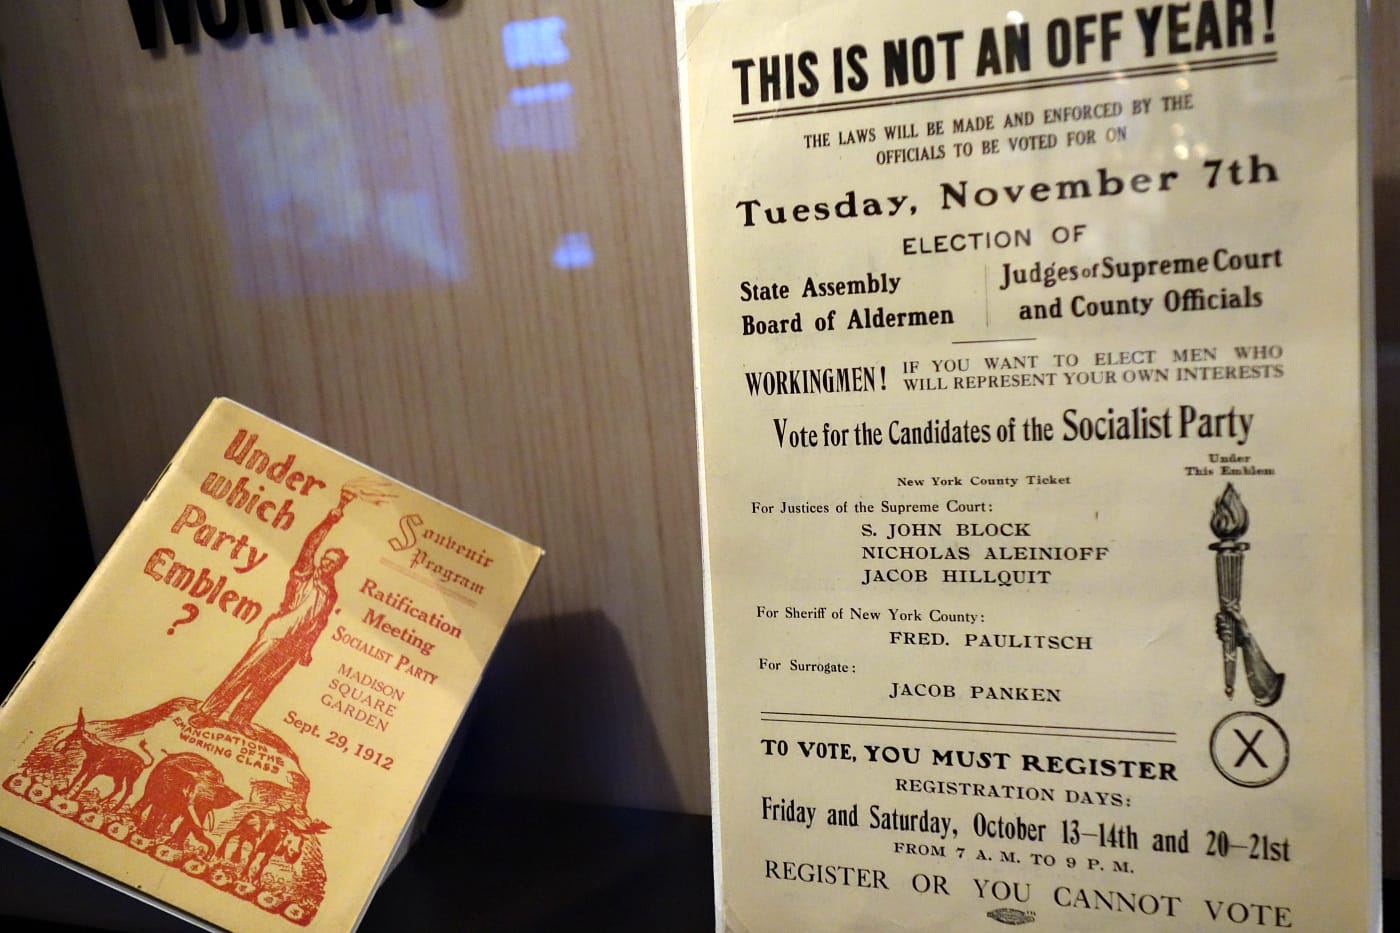 Workers
Under
which
Party
Emblem
?
Souvenir
Program
Ratification
Meeting
SOCIALIST PARTY
MADISON
SQUARE
GARDEN
Sept. 29, 1912
EMANCIPATION
OF THE
WORKING CLASS
THIS IS NOT AN OFF YEAR!
THE LAWS WILL BE MADE AND ENFORCED BY THE
OFFICIALS TO BE VOTED FOR ON
Tuesday, November 7th
ELECTION OF
State Assembly
Board of Aldermen
Judges of Supreme Court
and County Officials
WORKINGMEN! IF YOU WANT TO ELECT MEN WHO
WILL REPRESENT YOUR OWN INTERESTS
Vote for the Candidates of the Socialist Party
Under
This Emblem
New York County Ticket
For Justices of the Supreme Court:
S. JOHN BLOCK
NICHOLAS ALEINIOFF
JACOB HILLQUIT
For Sheriff of New York County:
FRED. PAULITSCH
For Surrogate:
JACOB PANKEN
X
TO VOTE, YOU MUST REGISTER
REGISTRATION DAYS:
Friday and Saturday, October 13–14th and 20–21st
FROM 7 A. M. TO 9 P. M.
REGISTER OR YOU CANNOT VOTE